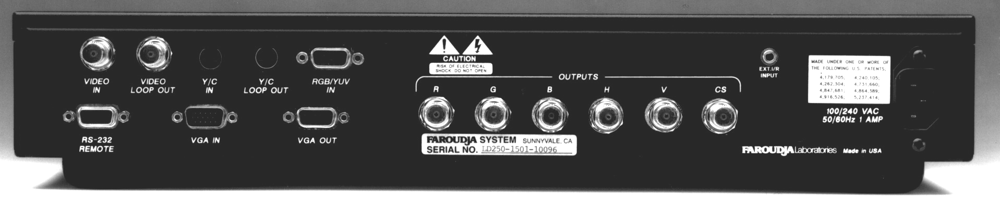 VIDEO
IN
VIDEO
LOOP OUT
Y/C
IN
Y/C
LOOP OUT
RGB/YUV
IN
RS-232
REMOTE
VGA IN
VGA OUT
CAUTION
RISK OF ELECTRICAL
SHOCK DO NOT OPEN
OUTPUTS
R G B H V CS
FAROUDJA SYSTEM SUNNYVALE, CA
SERIAL NO. LD250-1501-10096
EXT.I/R
INPUT
MADE UNDER ONE OR MORE OF
THE FOLLOWING U.S. PATENTS,
4,179,705; 4,240,105;
4,262,304; 4,731,660;
4,847,681; 4,864,389;
4,916,526; 5,237,414;
100/240 VAC
50/60Hz 1 AMP
FAROUDJA Laboratories Made in USA